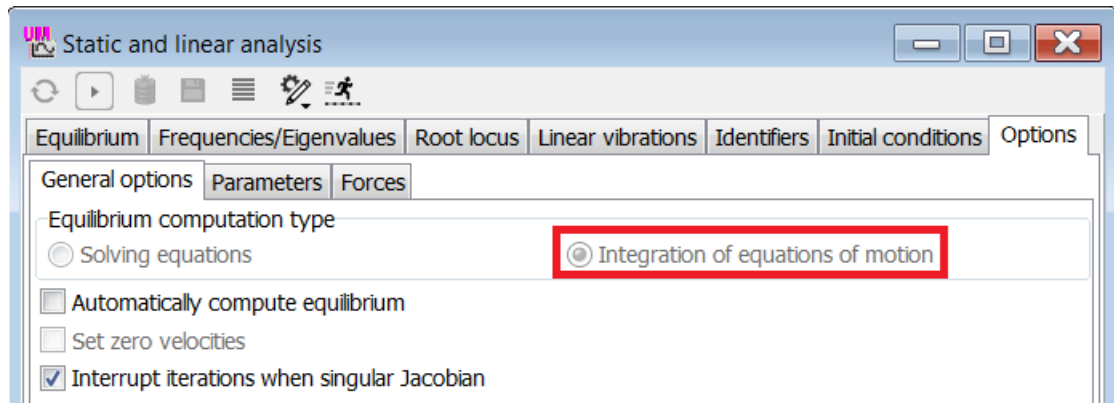 UM Static and linear analysis
Equilibrium Frequencies/Eigenvalues Root locus Linear vibrations Identifiers Initial conditions Options
General options Parameters Forces
Equilibrium computation type
Solving equations Integration of equations of motion
Automatically compute equilibrium
Set zero velocities
Interrupt iterations when singular Jacobian